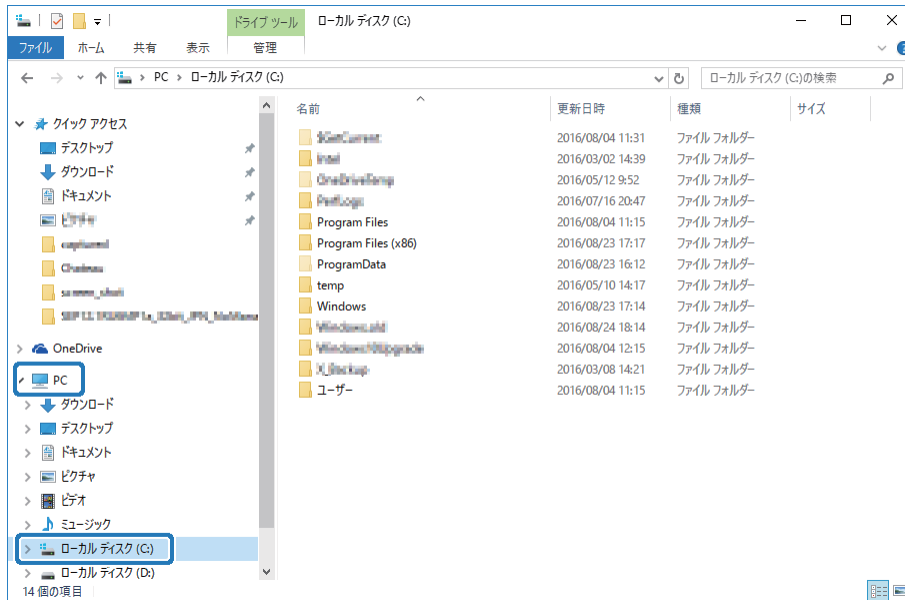 ドライブ ツール ローカル ディスク (C:)
ファイル ホーム 共有 表示 管理
PC ローカル ディスク (C:) ローカル ディスク (C:)の検索
名前 更新日時 種類 サイズ
クイック アクセス
デスクトップ
ダウンロード
ドキュメント
ピクチャ
OneDrive
PC
ダウンロード
デスクトップ
ドキュメント
ピクチャ
ビデオ
ミュージック
ローカル ディスク (C:)
ローカル ディスク (D:)
2016/08/04 11:31 ファイル フォルダー
2016/03/02 14:39 ファイル フォルダー
2016/05/12 9:52 ファイル フォルダー
2016/07/16 20:47 ファイル フォルダー
Program Files 2016/08/04 11:15 ファイル フォルダー
Program Files (x86) 2016/08/23 17:17 ファイル フォルダー
ProgramData 2016/08/23 16:12 ファイル フォルダー
temp 2016/05/10 14:17 ファイル フォルダー
Windows 2016/08/23 17:14 ファイル フォルダー
2016/08/24 18:14 ファイル フォルダー
2016/08/04 12:15 ファイル フォルダー
2016/03/08 14:21 ファイル フォルダー
ユーザー 2016/08/04 11:15 ファイル フォルダー
14 個の項目